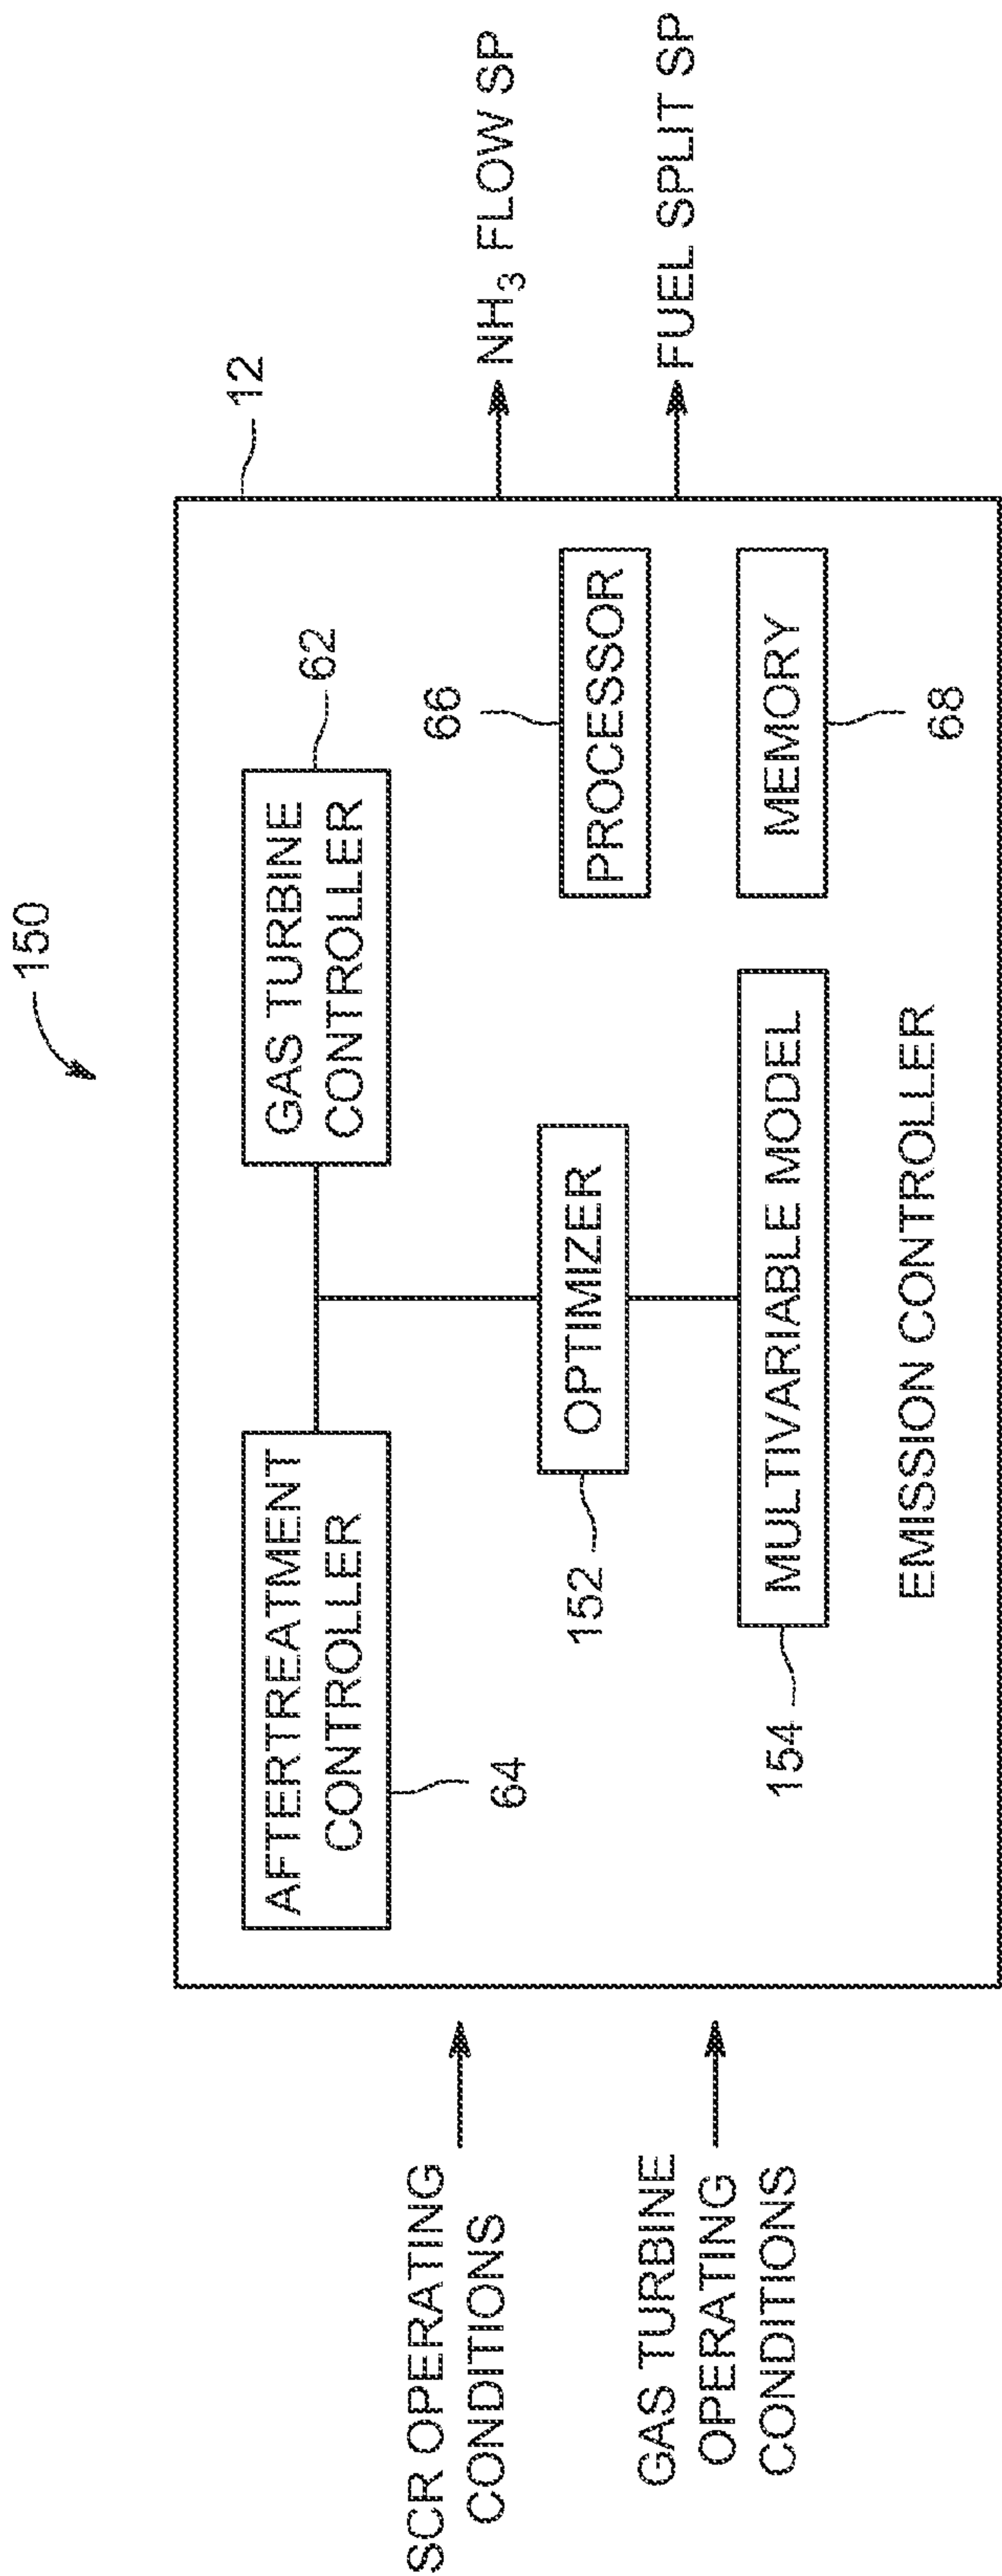 150
12
AFTERTREATMENT
CONTROLLER
64
GAS TURBINE
CONTROLLER
62
SCR OPERATING
CONDITIONS
GAS TURBINE
OPERATING
CONDITIONS
152
OPTIMIZER
66
PROCESSOR
154
MULTIVARIABLE MODEL
MEMORY
68
EMISSION CONTROLLER
NH₃ FLOW SP
FUEL SPLIT SP